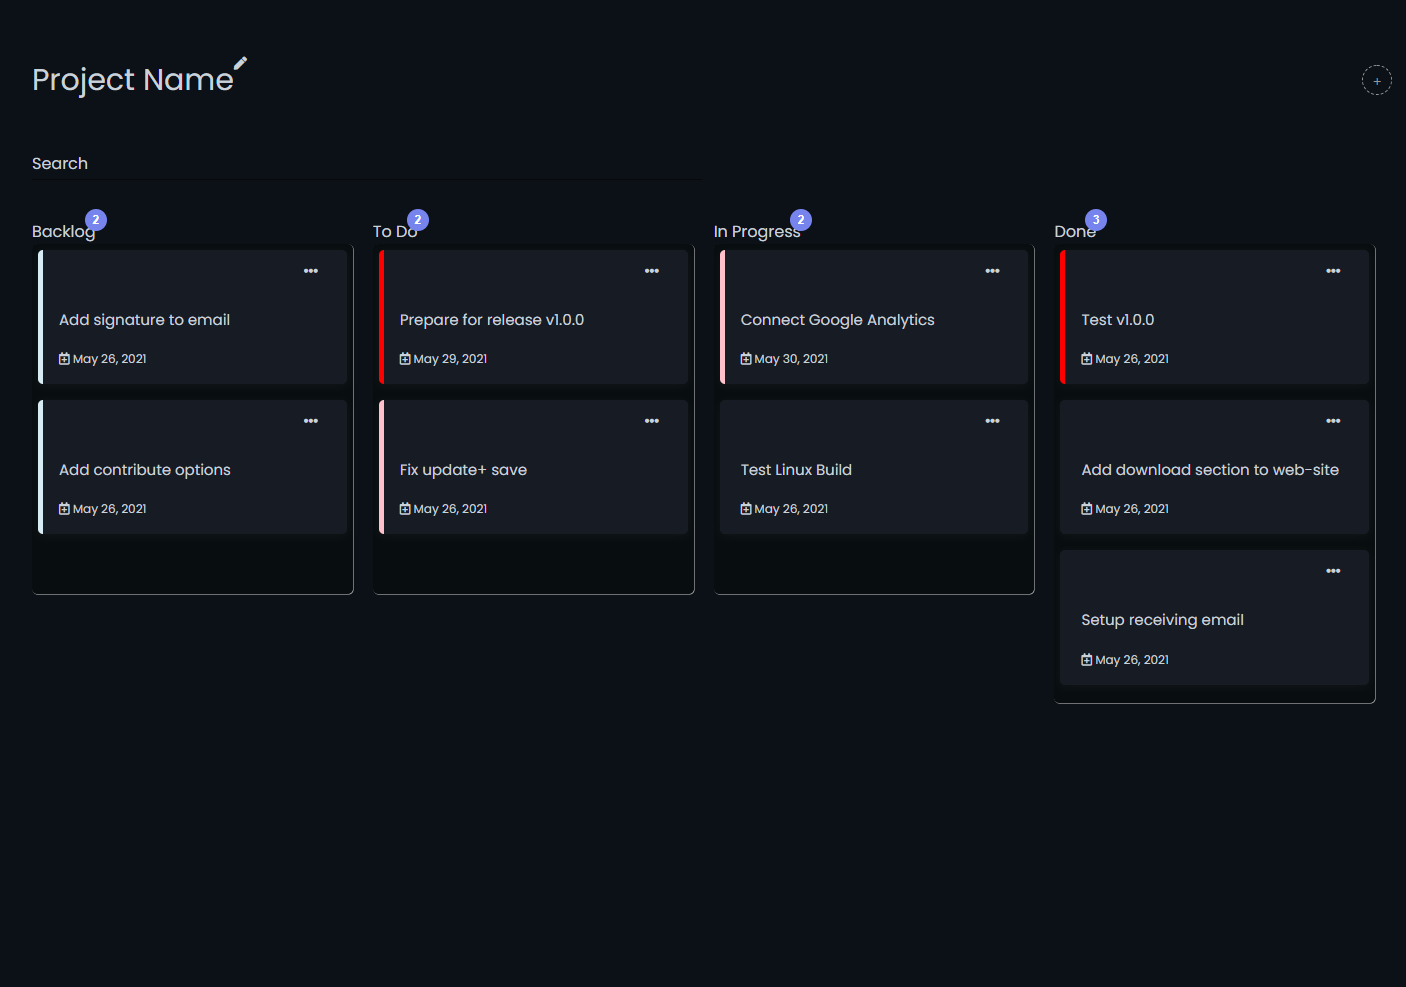 Project Name
+
Search
Backlog 2
Add signature to email
May 26, 2021
Add contribute options
May 26, 2021
To Do 2
Prepare for release v1.0.0
May 29, 2021
Fix update+ save
May 26, 2021
In Progress 2
Connect Google Analytics
May 30, 2021
Test Linux Build
May 26, 2021
Done 3
Test v1.0.0
May 26, 2021
Add download section to web-site
May 26, 2021
Setup receiving email
May 26, 2021